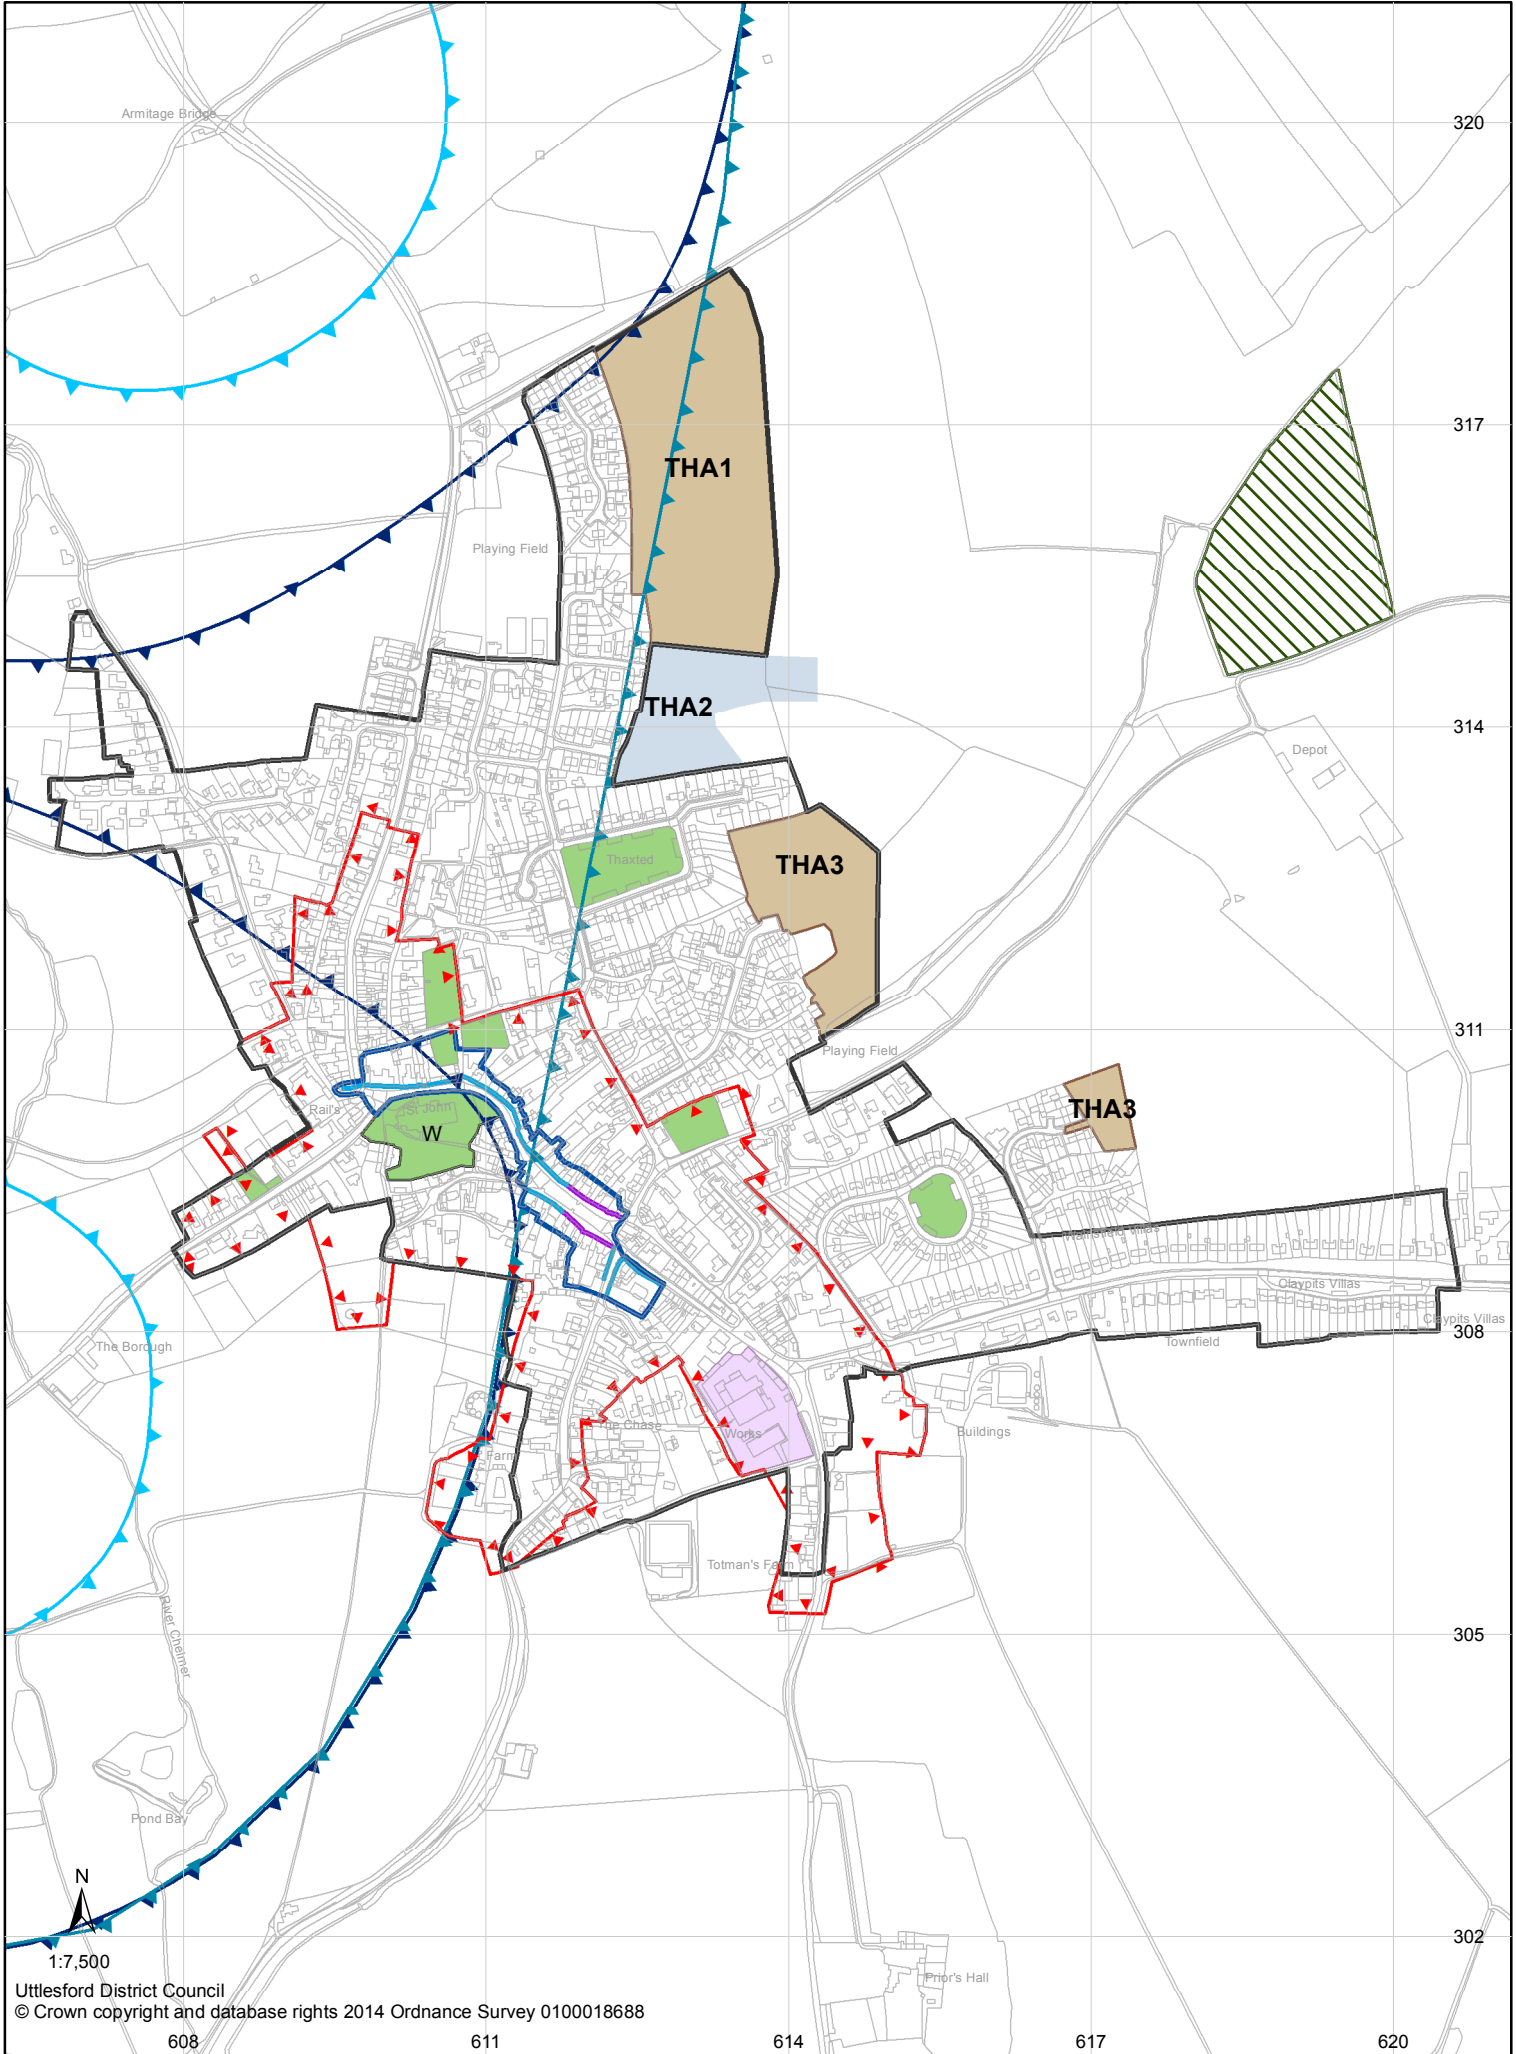 Armitage Bridge
320
317
THA1
Playing Field
THA2
314
Depot
Thaxted
THA3
311
Playing Field
Rail's
St John
THA3
W
Claypits Villas
The Borough
308
Claypits Villas
Townfield
The Chase
Works
Buildings
Farm
Totman's Farm
River Chelmer
305
Pond Bay
N
302
1:7,500
Prior's Hall
Uttlesford District Council
© Crown copyright and database rights 2014 Ordnance Survey 0100018688
608
611
614
617
620